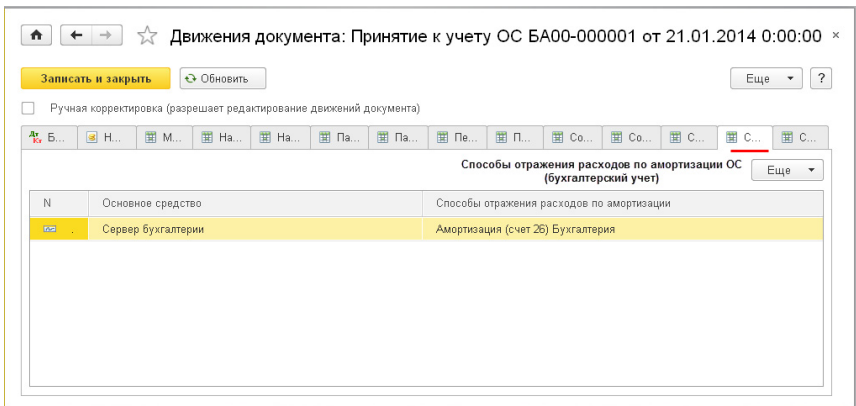 Движения документа: Принятие к учету ОС БА00-000001 от 21.01.2014 0:00:00 ×
Записать и закрыть Обновить Еще ?
Ручная корректировка (разрешает редактирование движений документа)
Дт Кт Б... Н... М... На... На... Па... Па... Пе... П... Со... Со... С... С... С...
Способы отражения расходов по амортизации ОС
(бухгалтерский учет) Еще
N Основное средство Способы отражения расходов по амортизации
Сервер бухгалтерии Амортизация (счет 26) Бухгалтерия